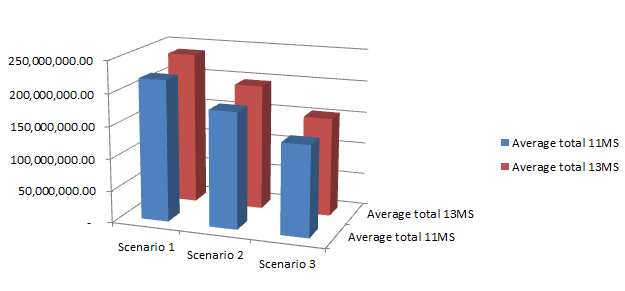 250,000,000.00
200,000,000.00
150,000,000.00
100,000,000.00
50,000,000.00
-
Scenario 1
Scenario 2
Scenario 3
Average total 13MS
Average total 11MS
Average total 11MS
Average total 13MS